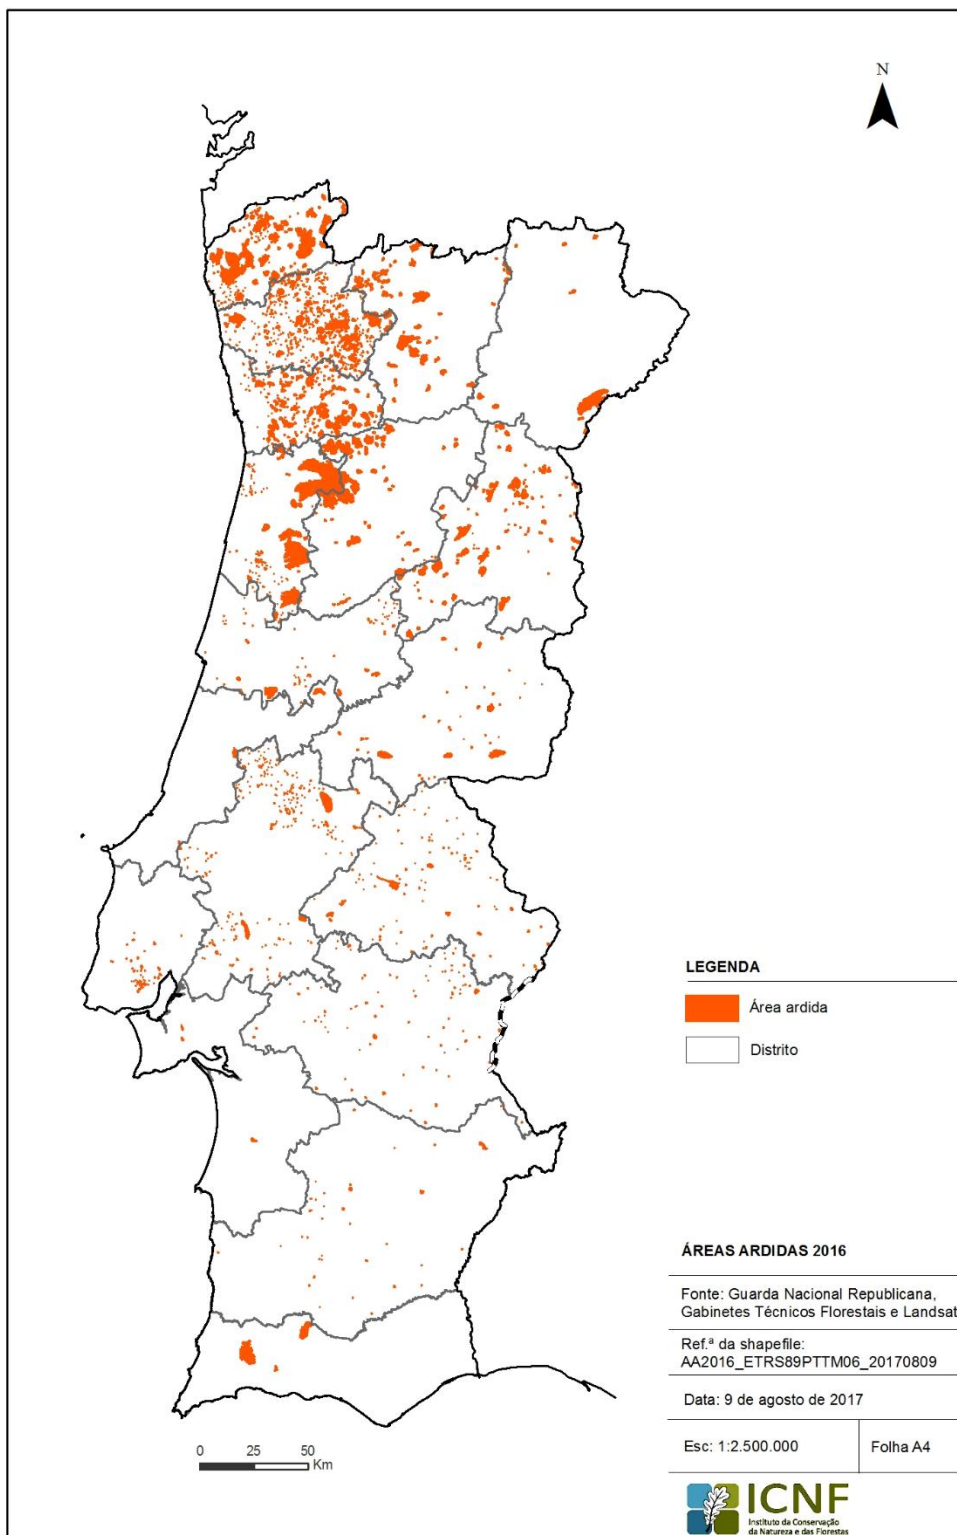 N
LEGENDA
Área ardida
Distrito
ÁREAS ARDIDAS 2016
Fonte: Guarda Nacional Republicana,
Gabinetes Técnicos Florestais e Landsat
Ref.ª da shapefile:
AA2016_ETRS89PTTM06_20170809
Data: 9 de agosto de 2017
Esc: 1:2.500.000
Folha A4
0 25 50
Km
ICNF
Instituto da Conservação
da Natureza e das Florestas